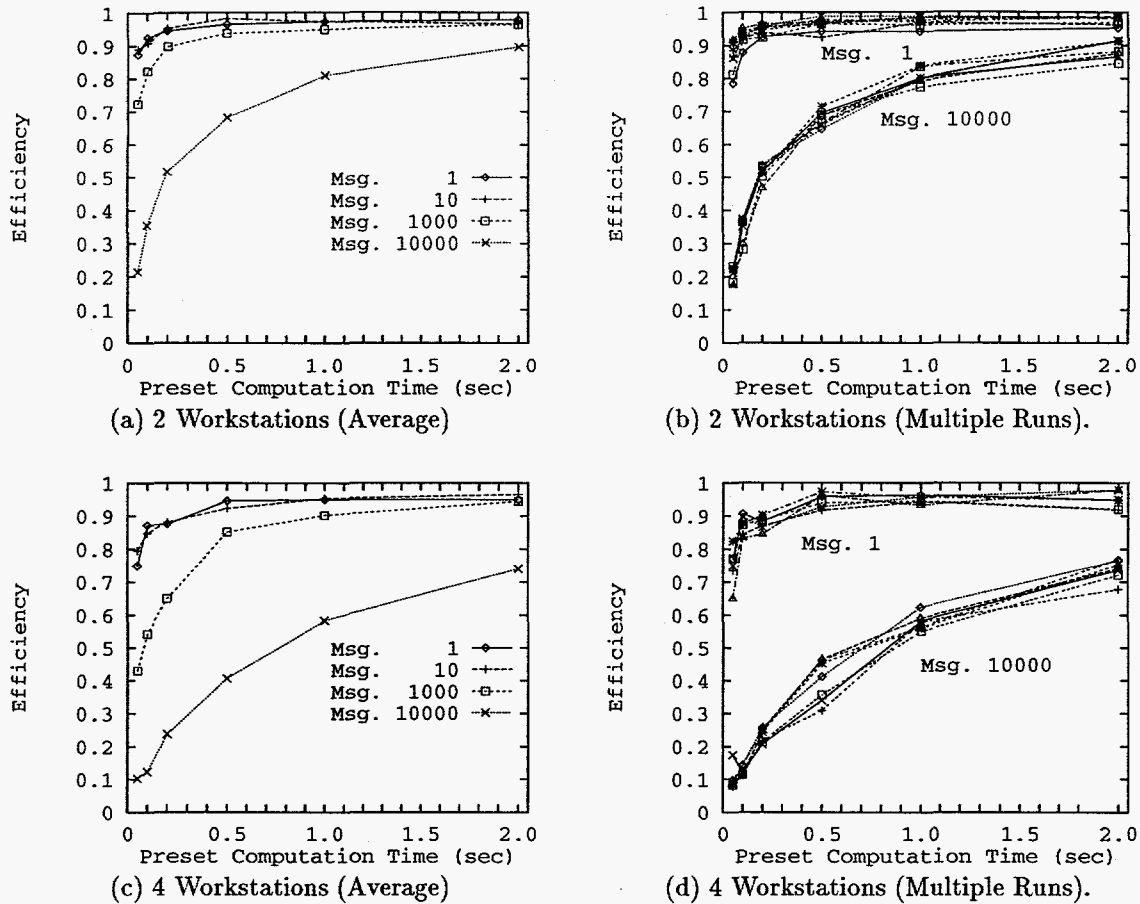 1
0.9
0.8
0.7
0.6
0.5
0.4
0.3
0.2
0.1
0
Efficiency
Msg. 1
Msg. 10
Msg. 1000
Msg. 10000
0 0.5 1.0 1.5 2.0
Preset Computation Time (sec)
(a) 2 Workstations (Average)
1
0.9
0.8
0.7
0.6
0.5
0.4
0.3
0.2
0.1
0
Efficiency
Msg. 1
Msg. 10000
0 0.5 1.0 1.5 2.0
Preset Computation Time (sec)
(b) 2 Workstations (Multiple Runs).
1
0.9
0.8
0.7
0.6
0.5
0.4
0.3
0.2
0.1
0
Efficiency
Msg. 1
Msg. 10
Msg. 1000
Msg. 10000
0 0.5 1.0 1.5 2.0
Preset Computation Time (sec)
(c) 4 Workstations (Average)
1
0.9
0.8
0.7
0.6
0.5
0.4
0.3
0.2
0.1
0
Efficiency
Msg. 1
Msg. 10000
0 0.5 1.0 1.5 2.0
Preset Computation Time (sec)
(d) 4 Workstations (Multiple Runs).